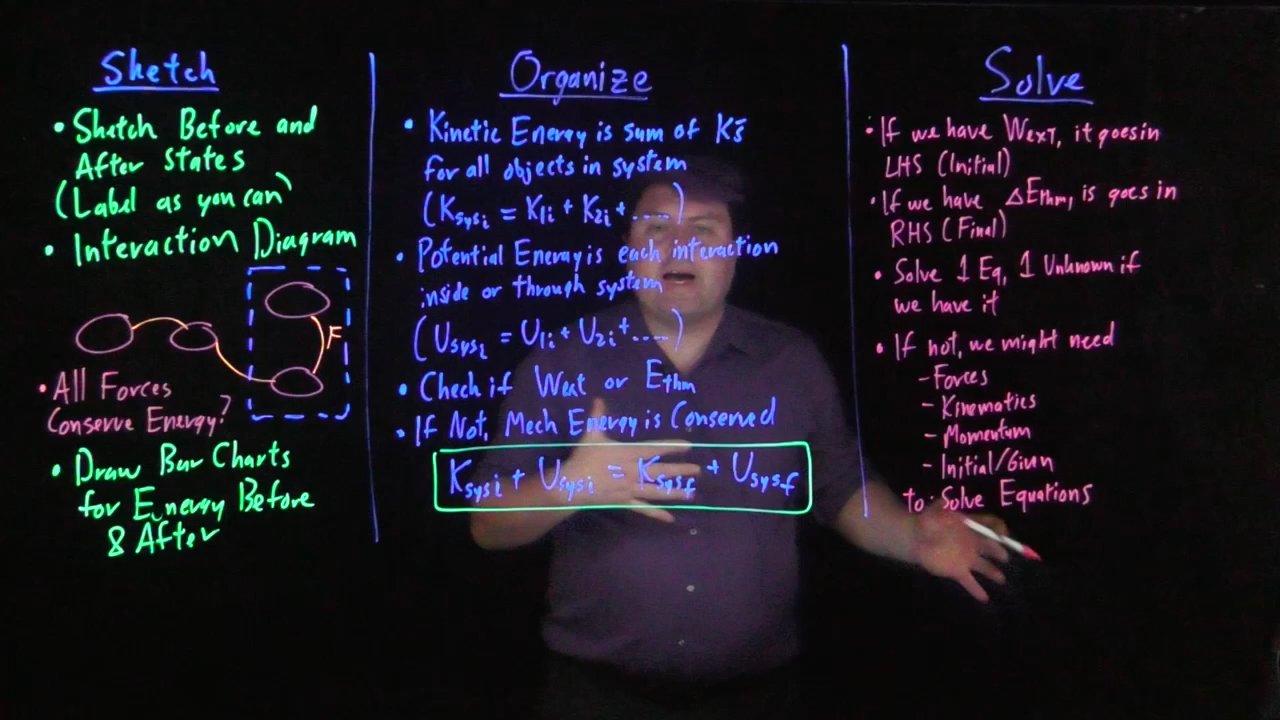 Sketch
• Sketch Before and
After States
(Label as you can)
• Interaction Diagram
F
• All Forces
Conserve Energy?
• Draw Bar Charts
for Energy Before
& After
Organize
• Kinetic Energy is sum of K's
for all objects in system
(Ksysi = K1i + K2i + .....)
• Potential Energy is each interaction
inside or through system
(Usysi = U1i + U2i + .....)
• Check if Wext or Ethm
• If Not, Mech Energy is Conserved
Ksysi + Usysi = Ksysf + Usysf
Solve
• If we have WEXT, it goes in
LHS (Initial)
• If we have ΔEthm, is goes in
RHS (Final)
• Solve 1 Eq, 1 Unknown if
we have it
• If not, we might need
- Forces
- Kinematics
- Momentum
- Initial/Given
to Solve Equations